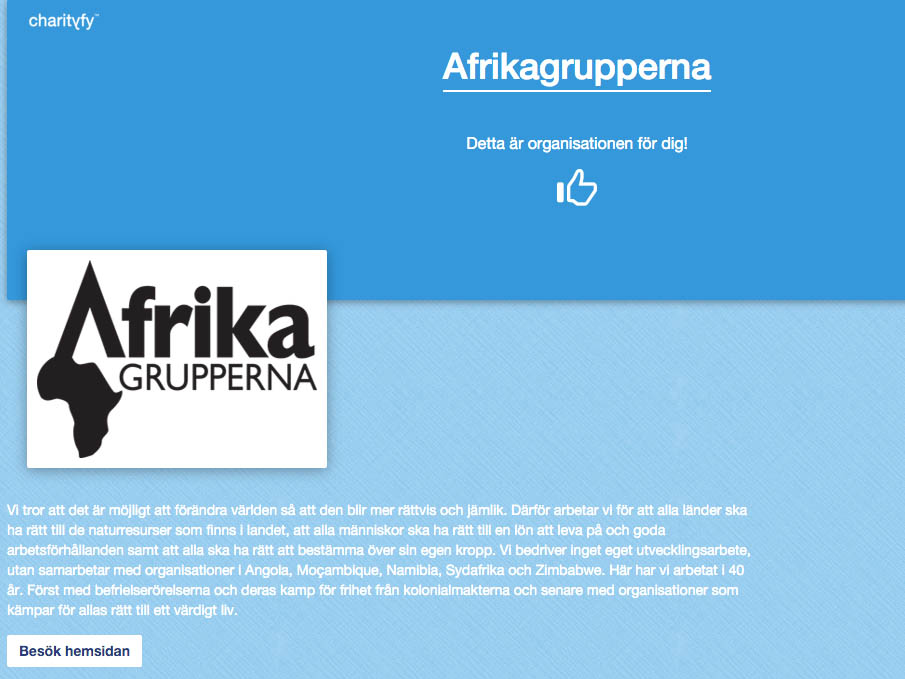 charityfy™
Afrikagrupperna
Detta är organisationen för dig!
Afrika
GRUPPERNA
Vi tror att det är möjligt att förändra världen så att den blir mer rättvis och jämlik. Därför arbetar vi för att alla länder ska
ha rätt till de naturresurser som finns i landet, att alla människor ska ha rätt till en lön att leva på och goda
arbetsförhållanden samt att alla ska ha rätt att bestämma över sin egen kropp. Vi bedriver inget eget utvecklingsarbete,
utan samarbetar med organisationer i Angola, Moçambique, Namibia, Sydafrika och Zimbabwe. Här har vi arbetat i 40
år. Först med befrielserörelserna och deras kamp för frihet från kolonialmakterna och senare med organisationer som
kämpar för allas rätt till ett värdigt liv.
Besök hemsidan